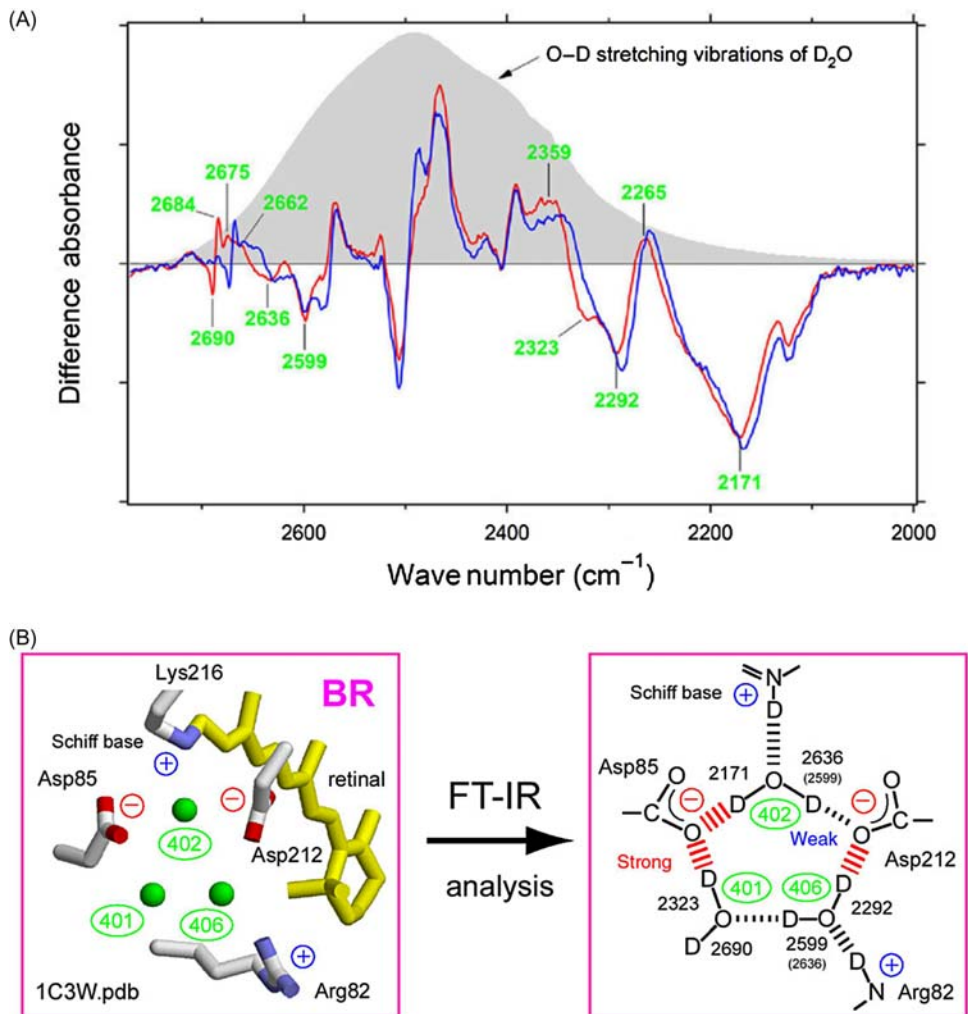 (A)
O–D stretching vibrations of D₂O
Difference absorbance
2684
2675
2662
2690
2636
2599
2359
2265
2323
2292
2171
2600
2400
2200
2000
Wave number (cm⁻¹)
(B)
Lys216
BR
Schiff base
+
Asp85
−
−
retinal
402
Asp212
401
406
+
1C3W.pdb
Arg82
FT-IR
analysis
N
Schiff base
+
D
Asp85
O
2171
2636
(2599)
−
O
−
O
C
D
D
402
O
O
Weak
Asp212
Strong
D
401
406
D
2323
2292
O
D
O
D
2690
2599
(2636)
D
+
N
Arg82